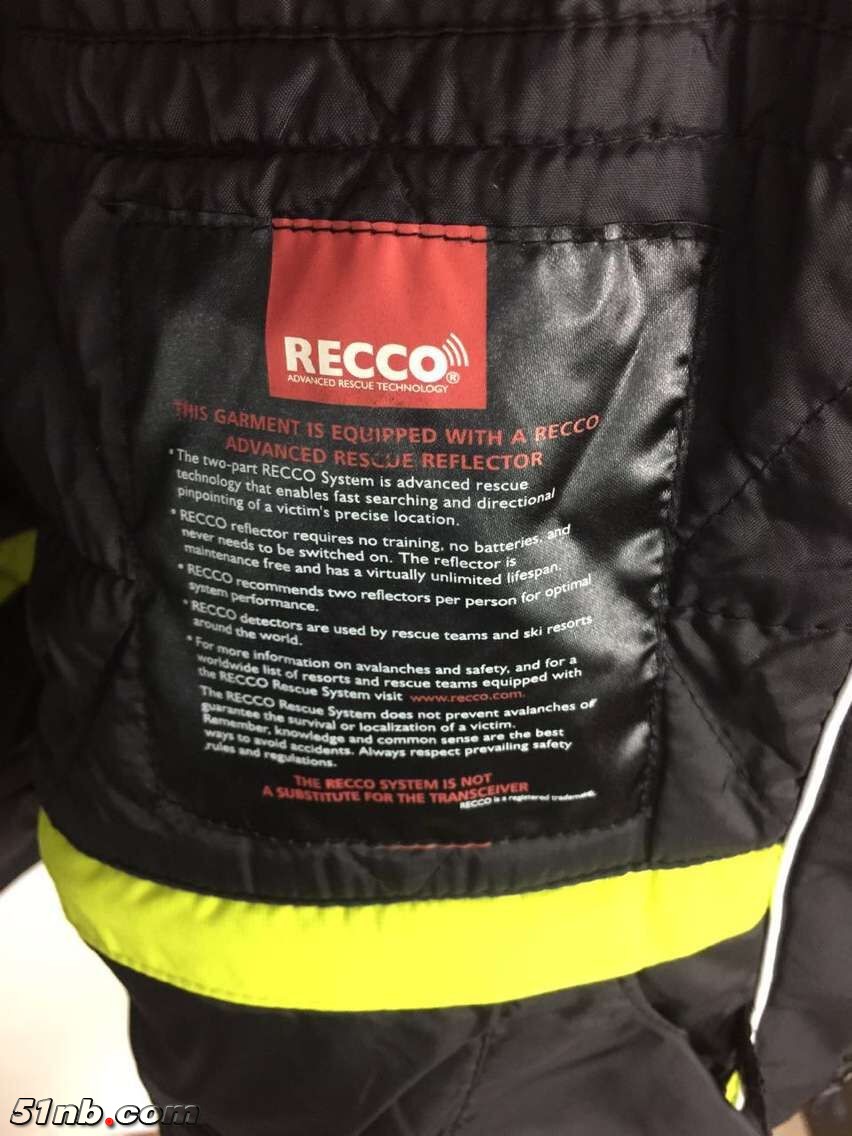 RECCO®
ADVANCED RESCUE TECHNOLOGY
THIS GARMENT IS EQUIPPED WITH A RECCO
ADVANCED RESCUE REFLECTOR
• The two-part RECCO System is advanced rescue
technology that enables fast searching and directional
pinpointing of a victim's precise location.
• RECCO reflector requires no training, no batteries, and
never needs to be switched on. The reflector is
maintenance free and has a virtually unlimited lifespan.
• RECCO recommends two reflectors per person for optimal
system performance.
• RECCO detectors are used by rescue teams and ski resorts
around the world.
• For more information on avalanches and safety, and for a
worldwide list of resorts and rescue teams equipped with
the RECCO Rescue System visit www.recco.com.
The RECCO Rescue System does not prevent avalanches or
guarantee the survival or localization of a victim.
Remember, knowledge and common sense are the best
ways to avoid accidents. Always respect prevailing safety
rules and regulations.
THE RECCO SYSTEM IS NOT
A SUBSTITUTE FOR THE TRANSCEIVER
RECCO is a registered trademark.
51nb.com